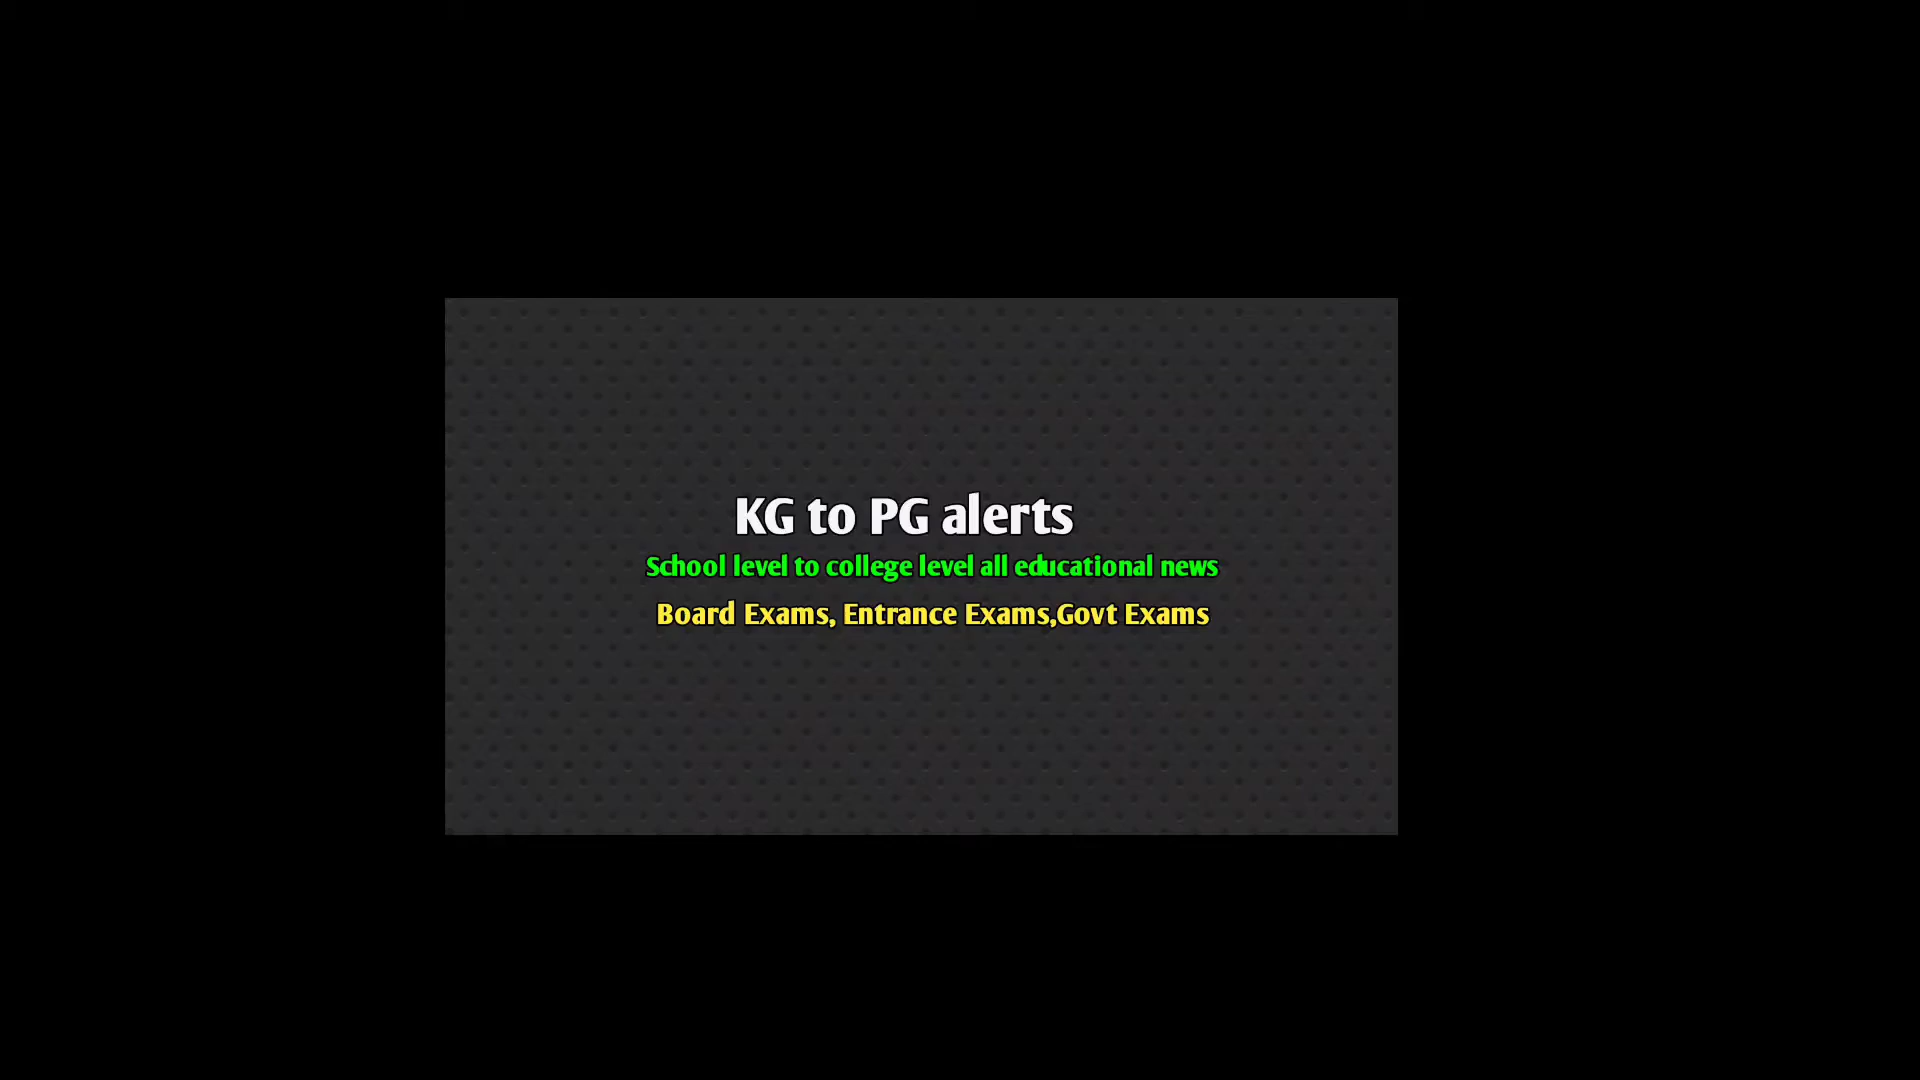 KG to PG alerts
School level to college level all educational news
Board Exams, Entrance Exams,Govt Exams